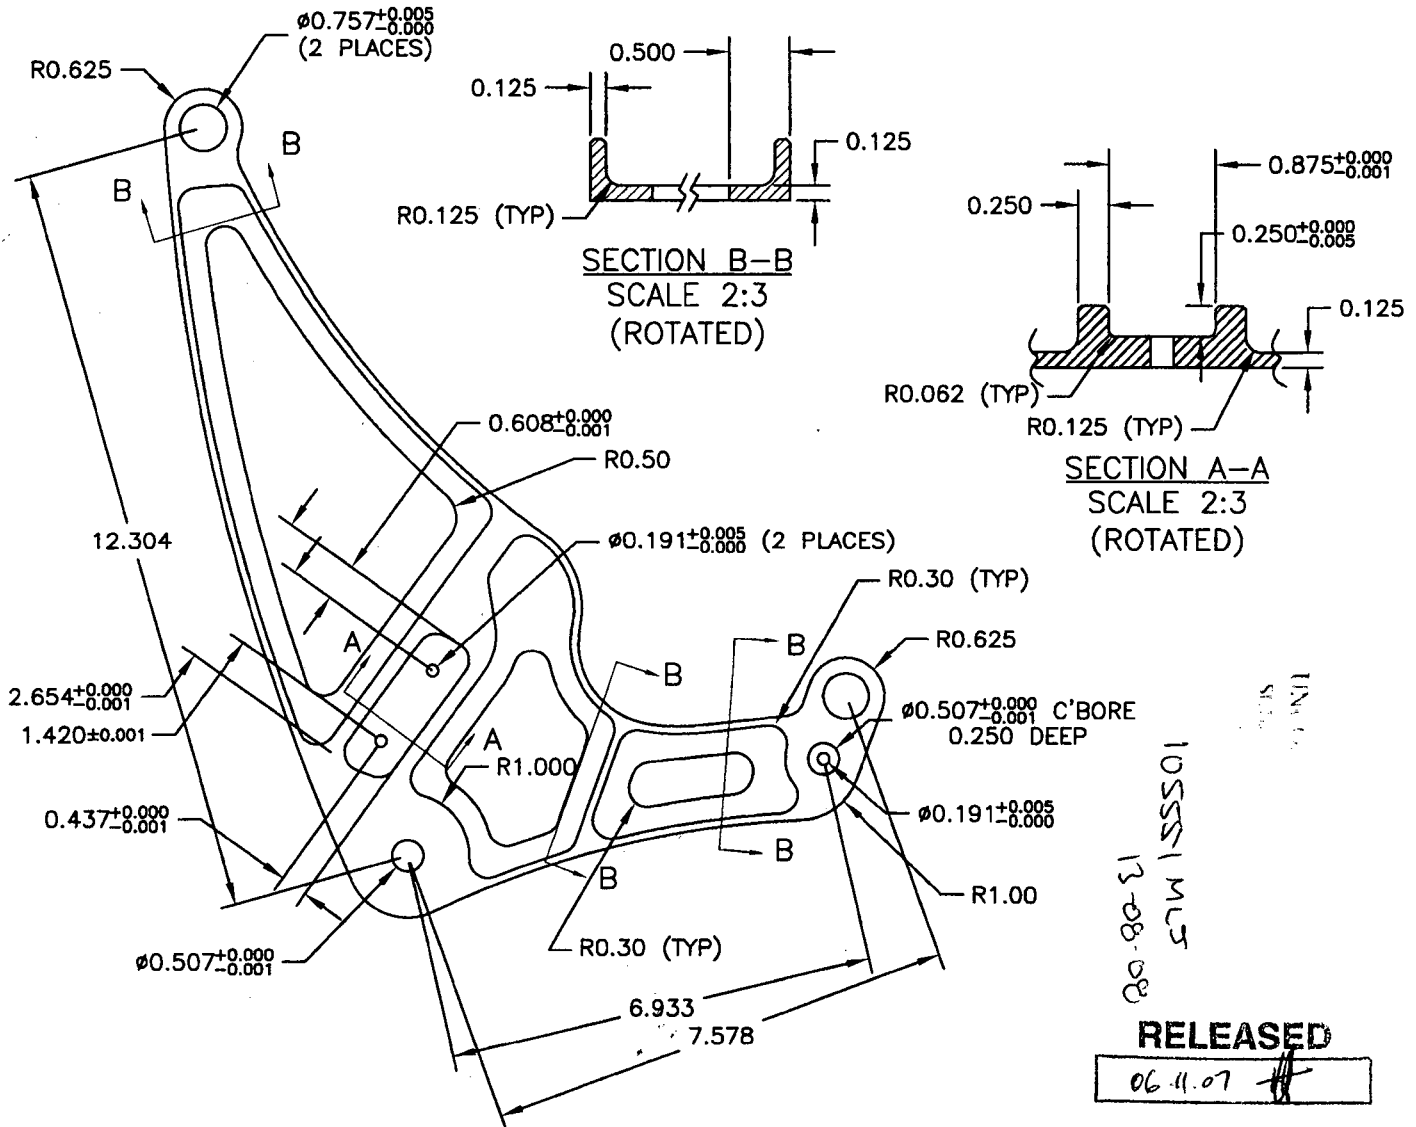 ø0.757+0.005 -0.000
(2 PLACES)
R0.625
0.500
0.125
0.125
R0.125 (TYP)
SECTION B-B
SCALE 2:3
(ROTATED)
0.875+0.000 -0.001
0.250
0.250+0.000 -0.005
0.125
R0.062 (TYP)
R0.125 (TYP)
SECTION A-A
SCALE 2:3
(ROTATED)
B
B
0.608+0.000 -0.001
R0.50
12.304
ø0.191+0.005 -0.000 (2 PLACES)
R0.30 (TYP)
R0.625
A
B
B
2.654+0.000 -0.001
1.420±0.001
A
R1.000
ø0.507+0.000 -0.001 C'BORE
0.250 DEEP
0.437+0.000 -0.001
ø0.191+0.005 -0.000
B
B
R1.00
R0.30 (TYP)
ø0.507+0.000 -0.001
6.933
7.578
13-08-08
RELEASED
06.11.07